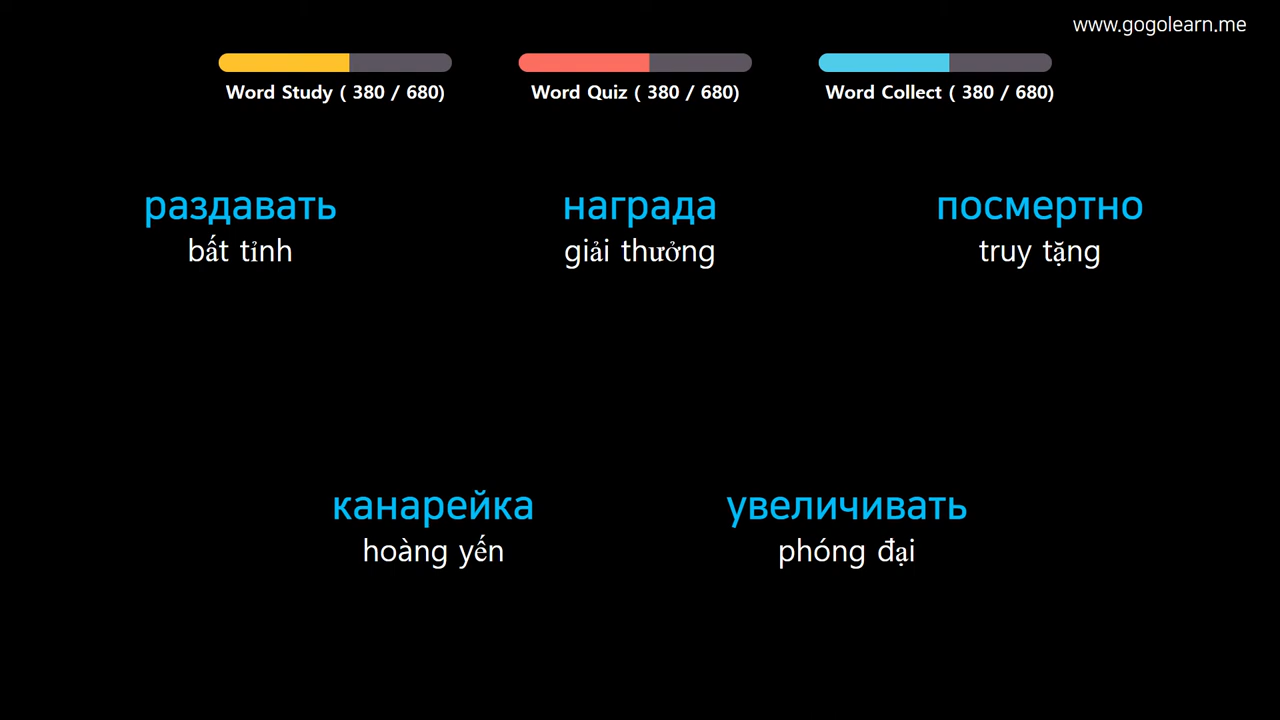 www.gogolearn.me
Word Study ( 380 / 680)
Word Quiz ( 380 / 680)
Word Collect ( 380 / 680)
раздавать
bất tỉnh
награда
giải thưởng
посмертно
truy tặng
канарейка
hoàng yến
увеличивать
phóng đại